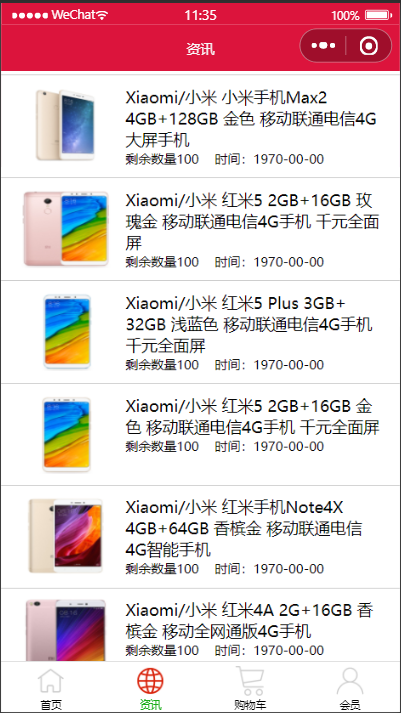 WeChat 11:35 100%
资讯
Xiaomi/小米 小米手机Max2
4GB+128GB 金色 移动联通电信4G
大屏手机
剩余数量100 时间：1970-00-00
Xiaomi/小米 红米5 2GB+16GB 玫
瑰金 移动联通电信4G手机 千元全面
屏
剩余数量100 时间：1970-00-00
Xiaomi/小米 红米5 Plus 3GB+
32GB 浅蓝色 移动联通电信4G手机
千元全面屏
剩余数量100 时间：1970-00-00
Xiaomi/小米 红米5 2GB+16GB 金
色 移动联通电信4G手机 千元全面屏
剩余数量100 时间：1970-00-00
Xiaomi/小米 红米手机Note4X
4GB+64GB 香槟金 移动联通电信
4G智能手机
剩余数量100 时间：1970-00-00
Xiaomi/小米 红米4A 2G+16GB 香
槟金 移动全网通版4G手机
剩余数量100 时间：1970-00-00
首页 资讯 购物车 会员